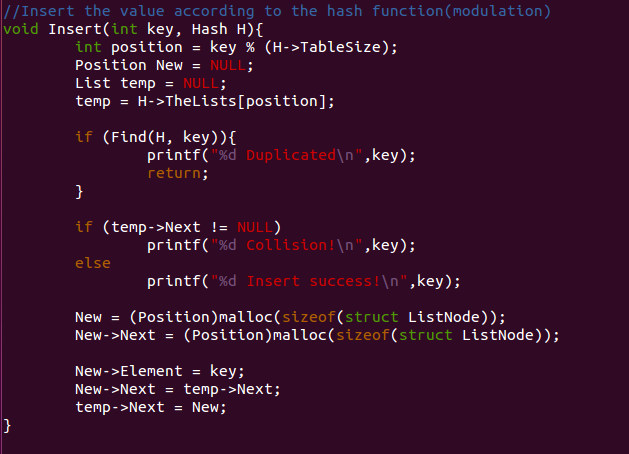 //Insert the value according to the hash function(modulation)
void Insert(int key, Hash H){
        int position = key % (H->TableSize);
        Position New = NULL;
        List temp = NULL;
        temp = H->TheLists[position];

        if (Find(H, key)){
                printf("%d Duplicated\n",key);
                return;
        }

        if (temp->Next != NULL)
                printf("%d Collision!\n",key);
        else
                printf("%d Insert success!\n",key);

        New = (Position)malloc(sizeof(struct ListNode));
        New->Next = (Position)malloc(sizeof(struct ListNode));

        New->Element = key;
        New->Next = temp->Next;
        temp->Next = New;
}